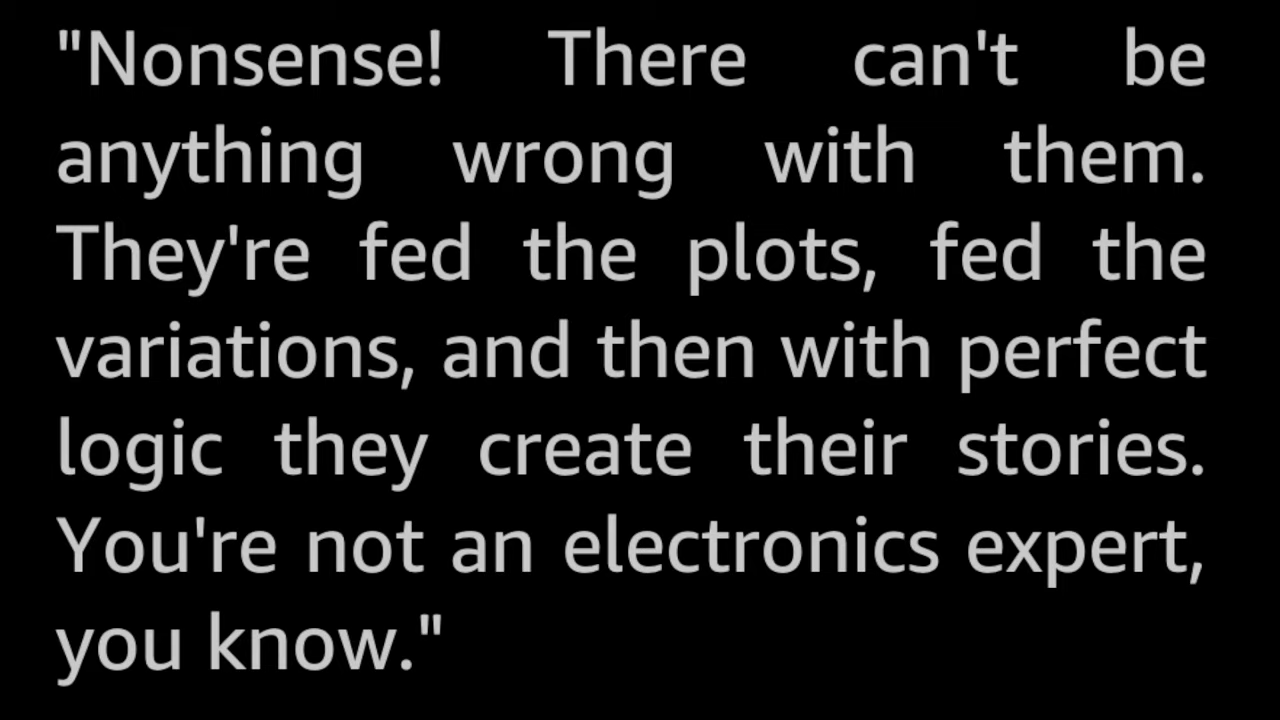 "Nonsense! There can't be
anything wrong with them.
They're fed the plots, fed the
variations, and then with perfect
logic they create their stories.
You're not an electronics expert,
you know."